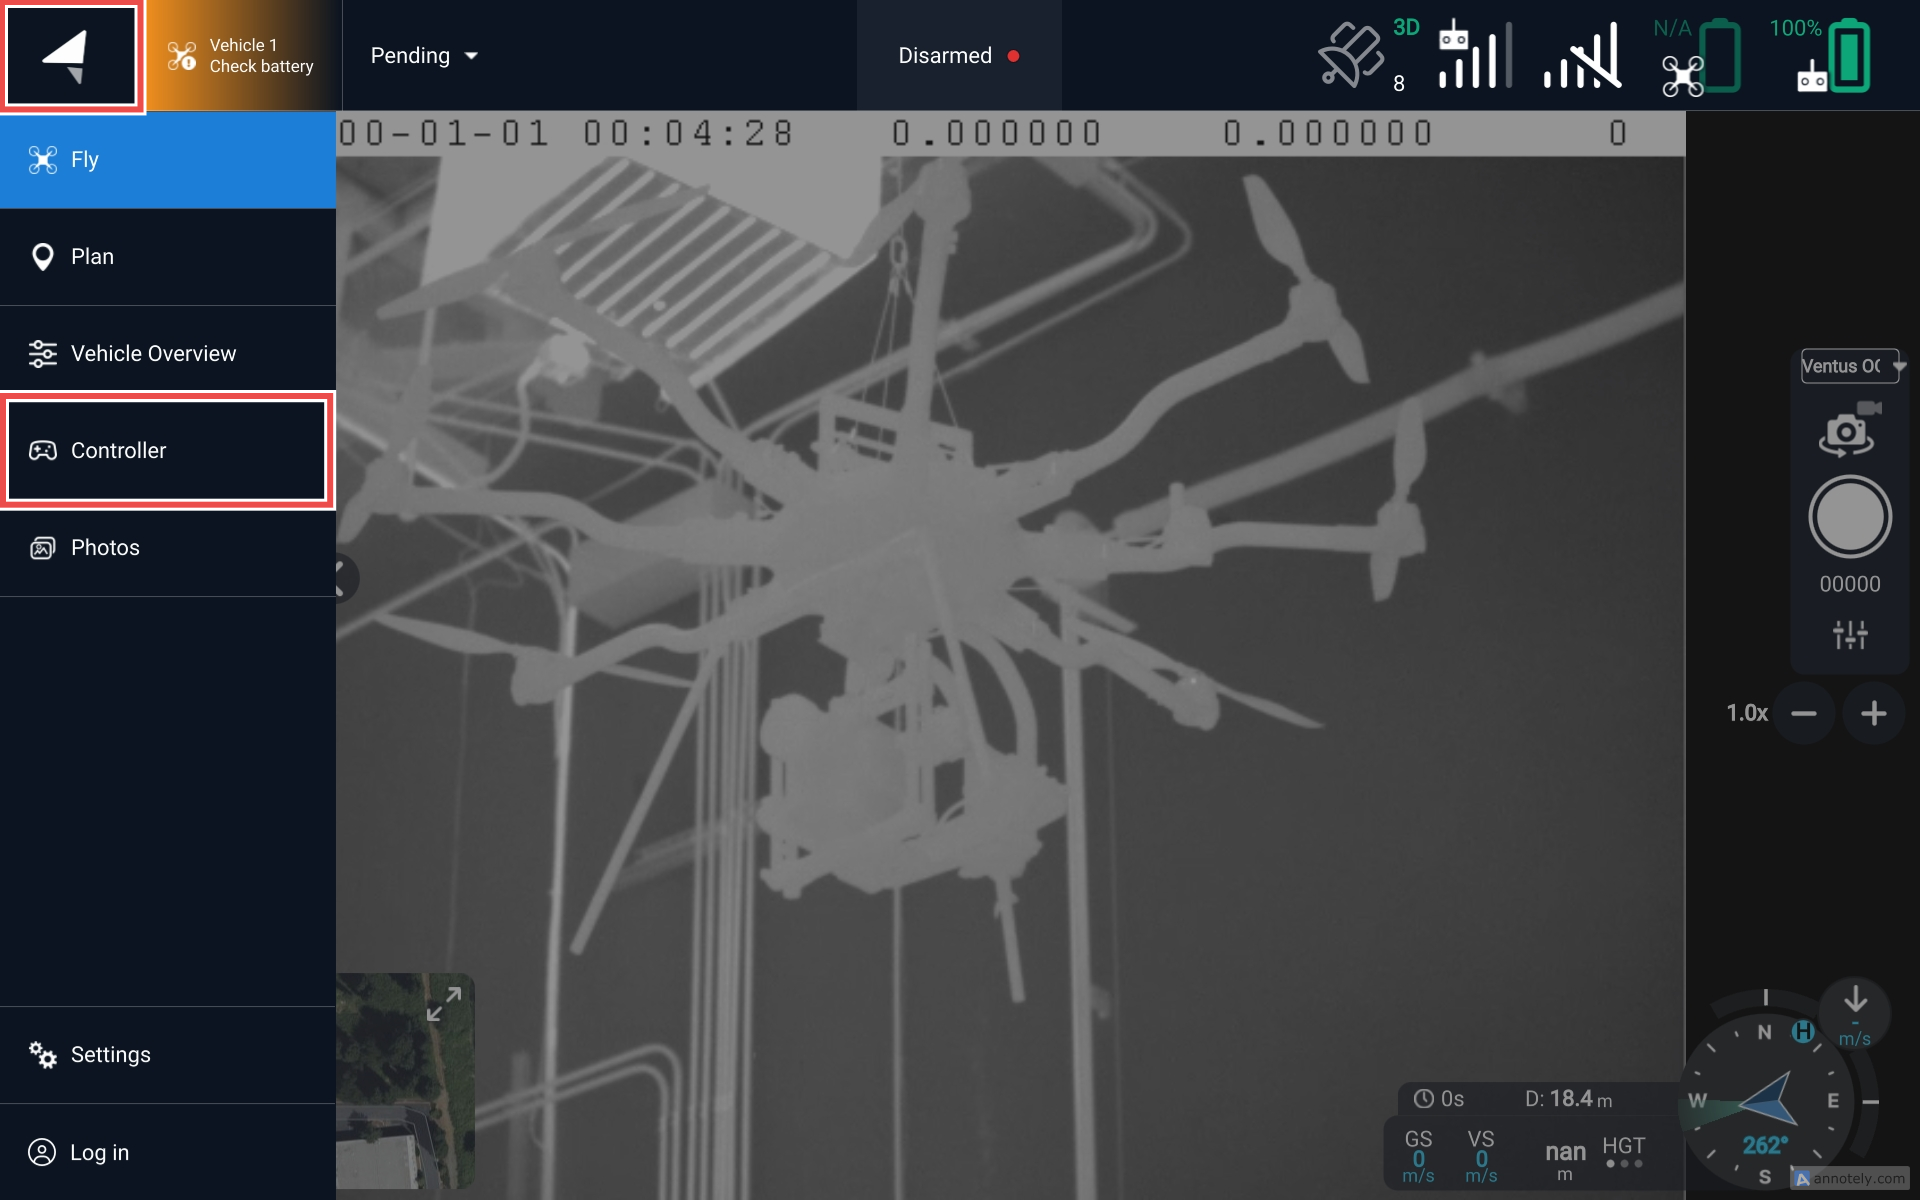 Vehicle 1
Check battery
Pending
Disarmed
3D
8
N/A
100%
Fly
Plan
Vehicle Overview
Controller
Photos
Settings
Log in
00-01-01 00:04:28 0.000000 0.000000 0
Ventus O
00000
1.0x
m/s
N
H
W
E
262°
S
0s D: 18.4 m
GS
0
m/s
VS
0
m/s
nan
m
HGT
annotely.com